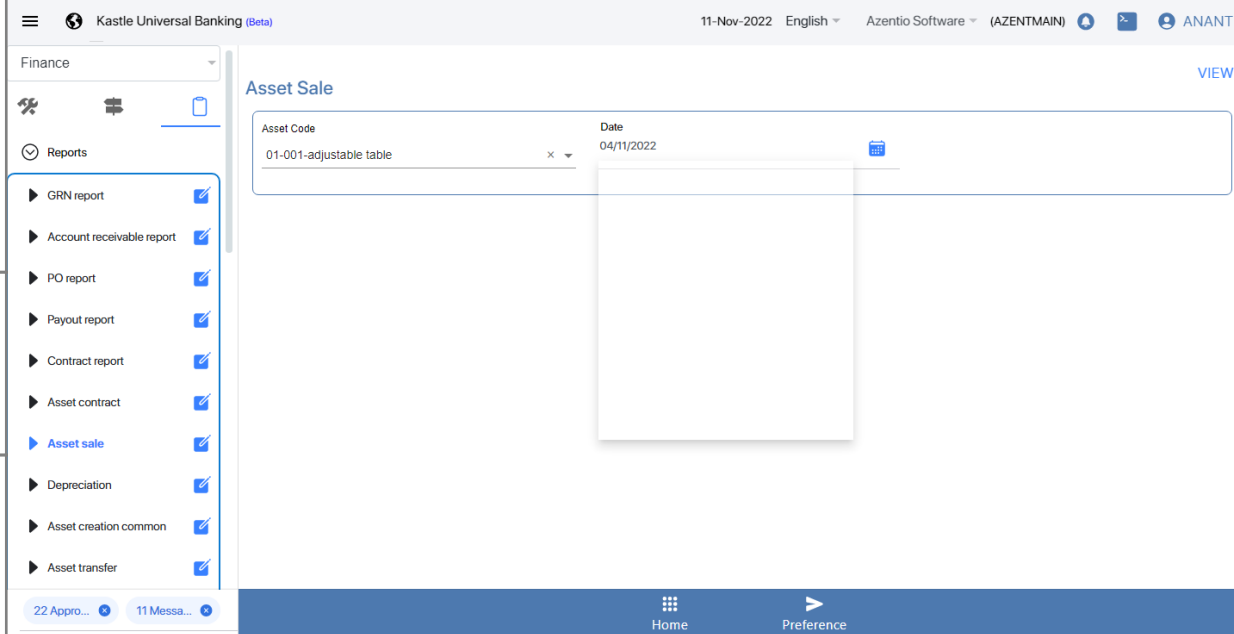 Kastle Universal Banking (Beta)
11-Nov-2022 English Azentio Software (AZENTMAIN) ANANT
Finance
VIEW
Asset Sale
Asset Code
01-001-adjustable table
Date
04/11/2022
Reports
GRN report
Account receivable report
PO report
Payout report
Contract report
Asset contract
Asset sale
Depreciation
Asset creation common
Asset transfer
22 Appro... 11 Messa...
Home
Preference